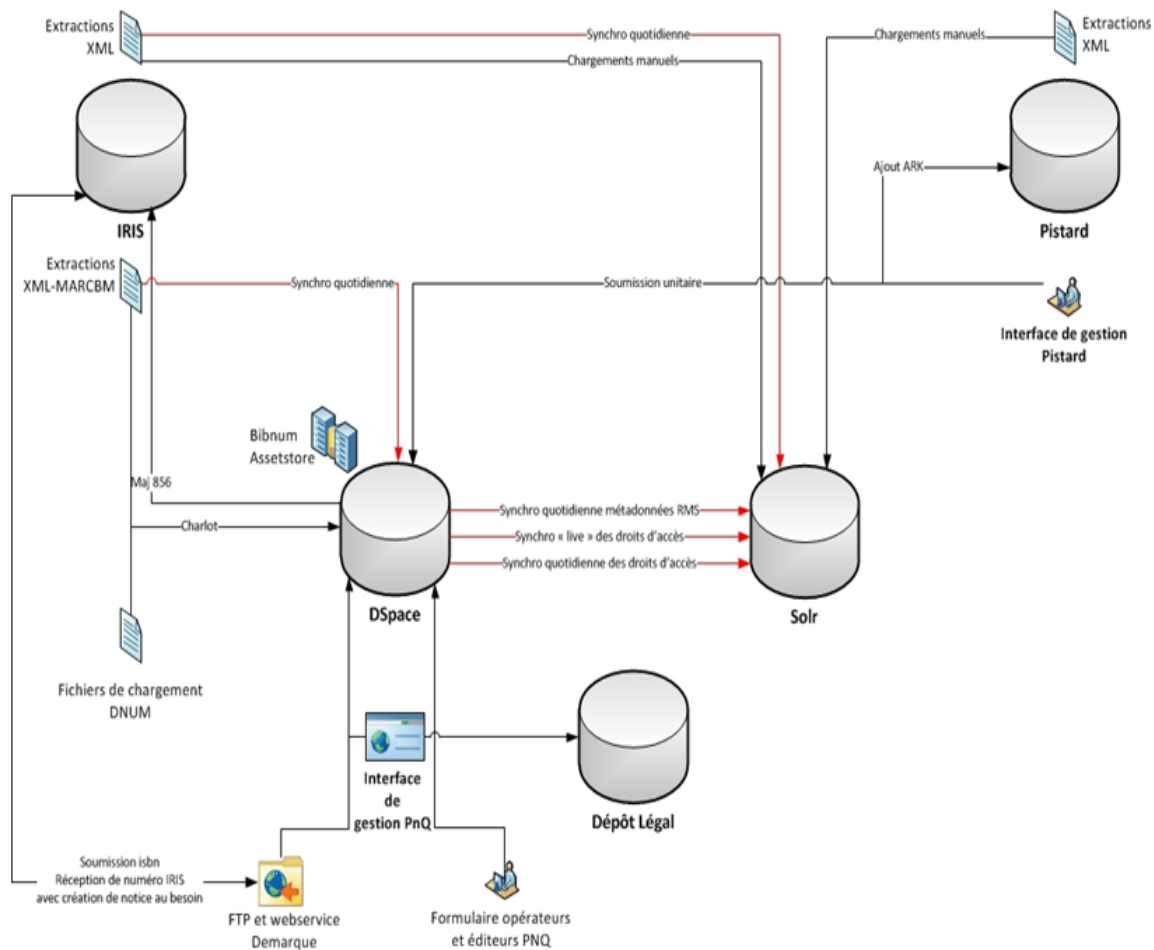 Extractions
XML
Synchro quotidienne
Chargements manuels
Chargements manuels
Extractions
XML
Ajout ARK
IRIS
Pistard
Extractions
XML-MARCBM
Synchro quotidienne
Soumission unitaire
Interface de gestion
Pistard
Bibnum
Assetstore
Maj 856
Charlot
Synchro quotidienne métadonnées RMS
Synchro « live » des droits d'accès
Synchro quotidienne des droits d'accès
DSpace
Solr
Fichiers de chargement
DNUM
Interface
de
gestion PnQ
Dépôt Légal
Soumission isbn
Réception de numéro IRIS
avec création de notice au besoin
FTP et webservice
Demarque
Formulaire opérateurs
et éditeurs PNQ